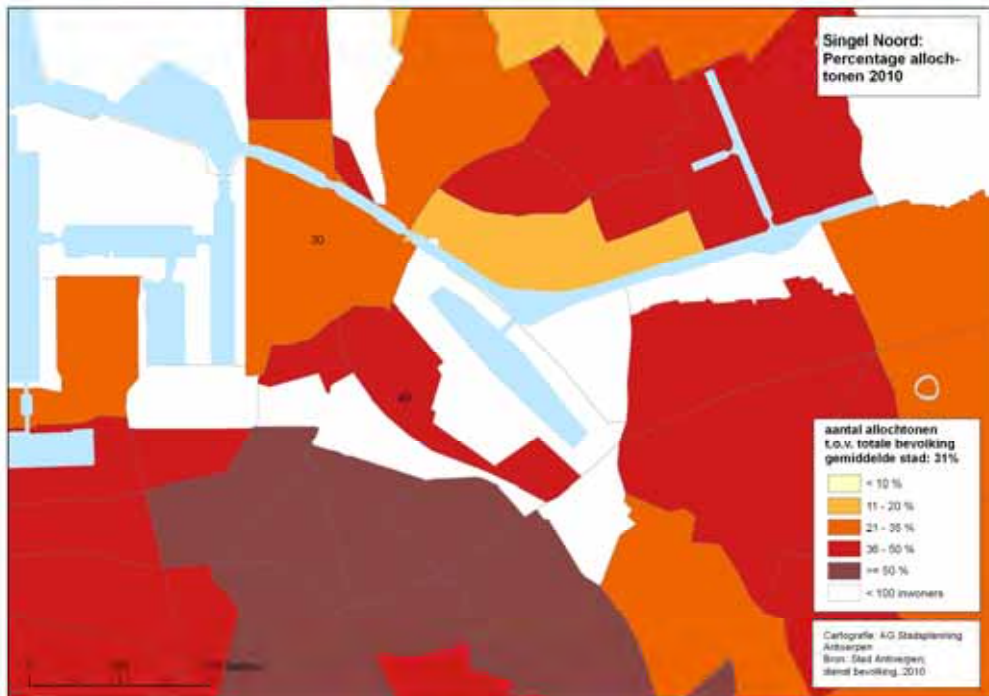 Singel Noord:
Percentage alloch-
tonen 2010
30
aantal allochtonen
t.o.v. totale bevolking
gemiddelde stad: 31%
< 10 %
11 - 20 %
21 - 35 %
36 - 50 %
>= 50 %
< 100 inwoners
Cartografie: AG Stadsplanning
Antwerpen
Bron: Stad Antwerpen,
dienst bevolking, 2010